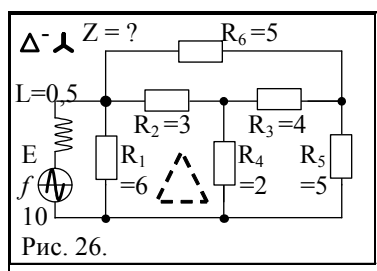 Δ-⅄ Z = ? R6=5
L=0,5
R2=3 R3=4
E R1 R4 R5
f =6 =2 =5
10
Рис. 26.